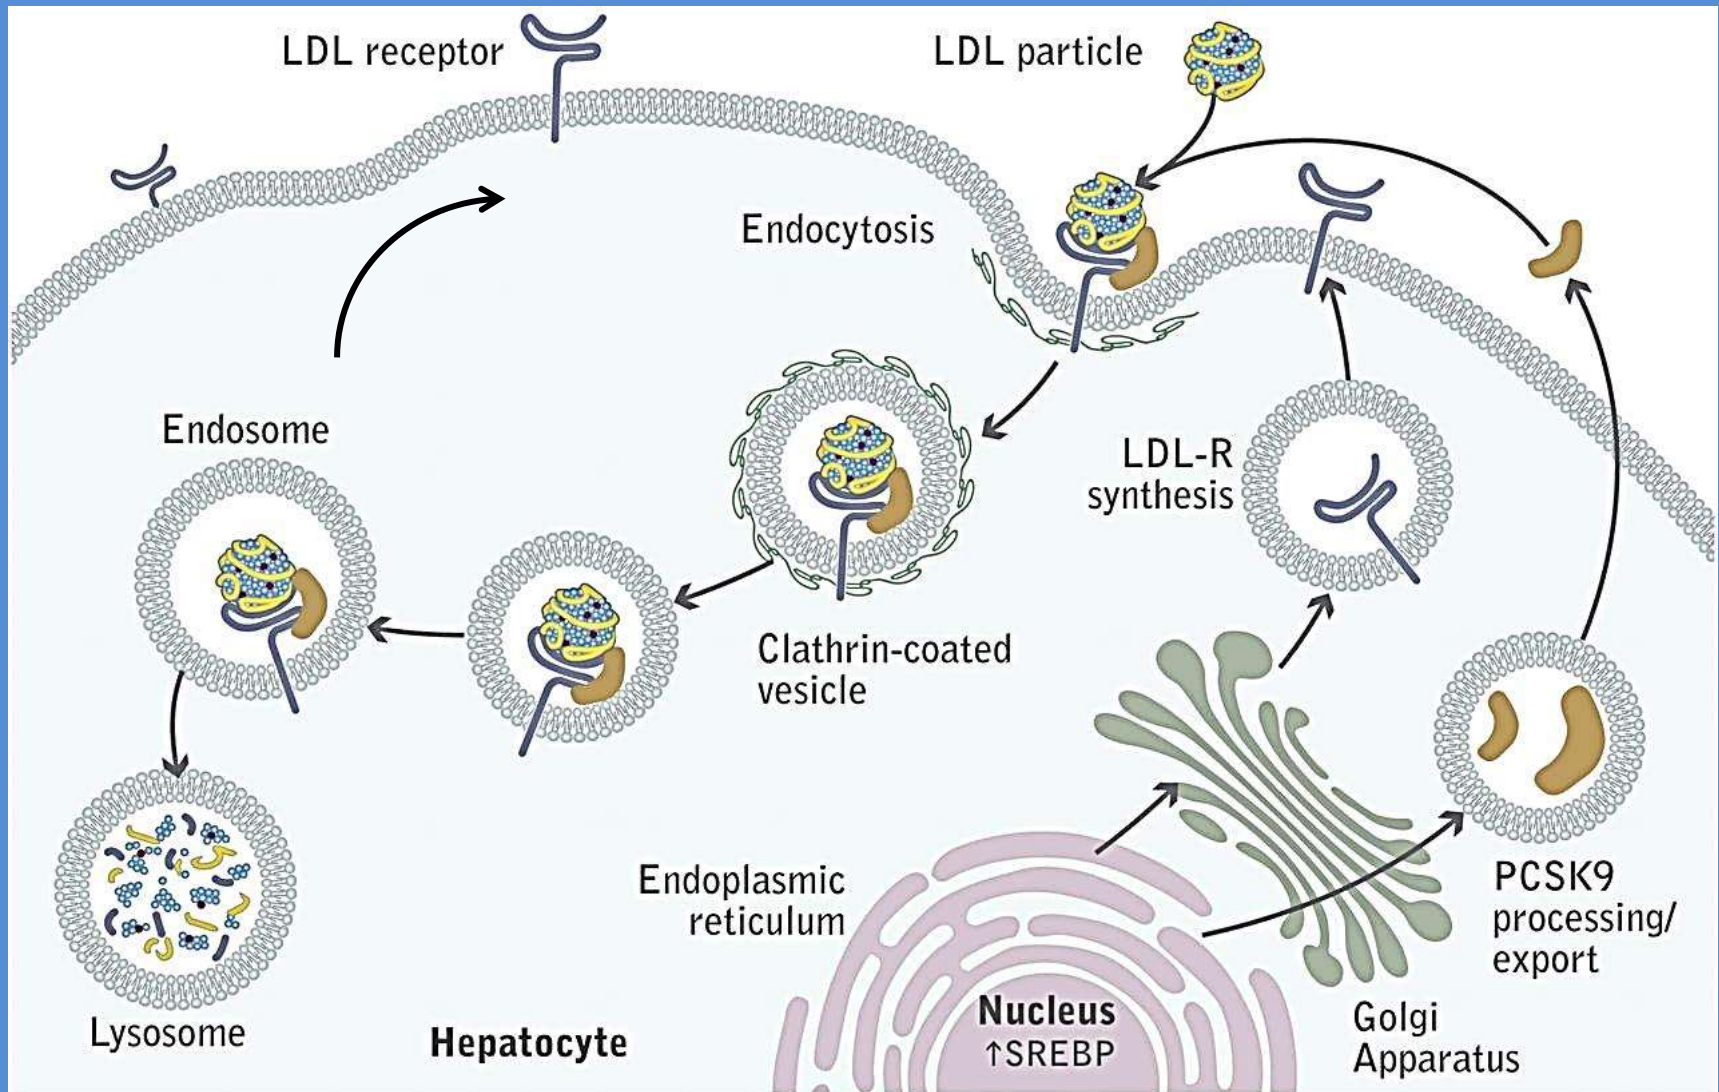 LDL receptor
LDL particle
Endocytosis
Endosome
LDL-R
synthesis
Clathrin-coated
vesicle
Endoplasmic
reticulum
PCSK9
processing/
export
Nucleus
↑SREBP
Golgi
Apparatus
Lysosome
Hepatocyte